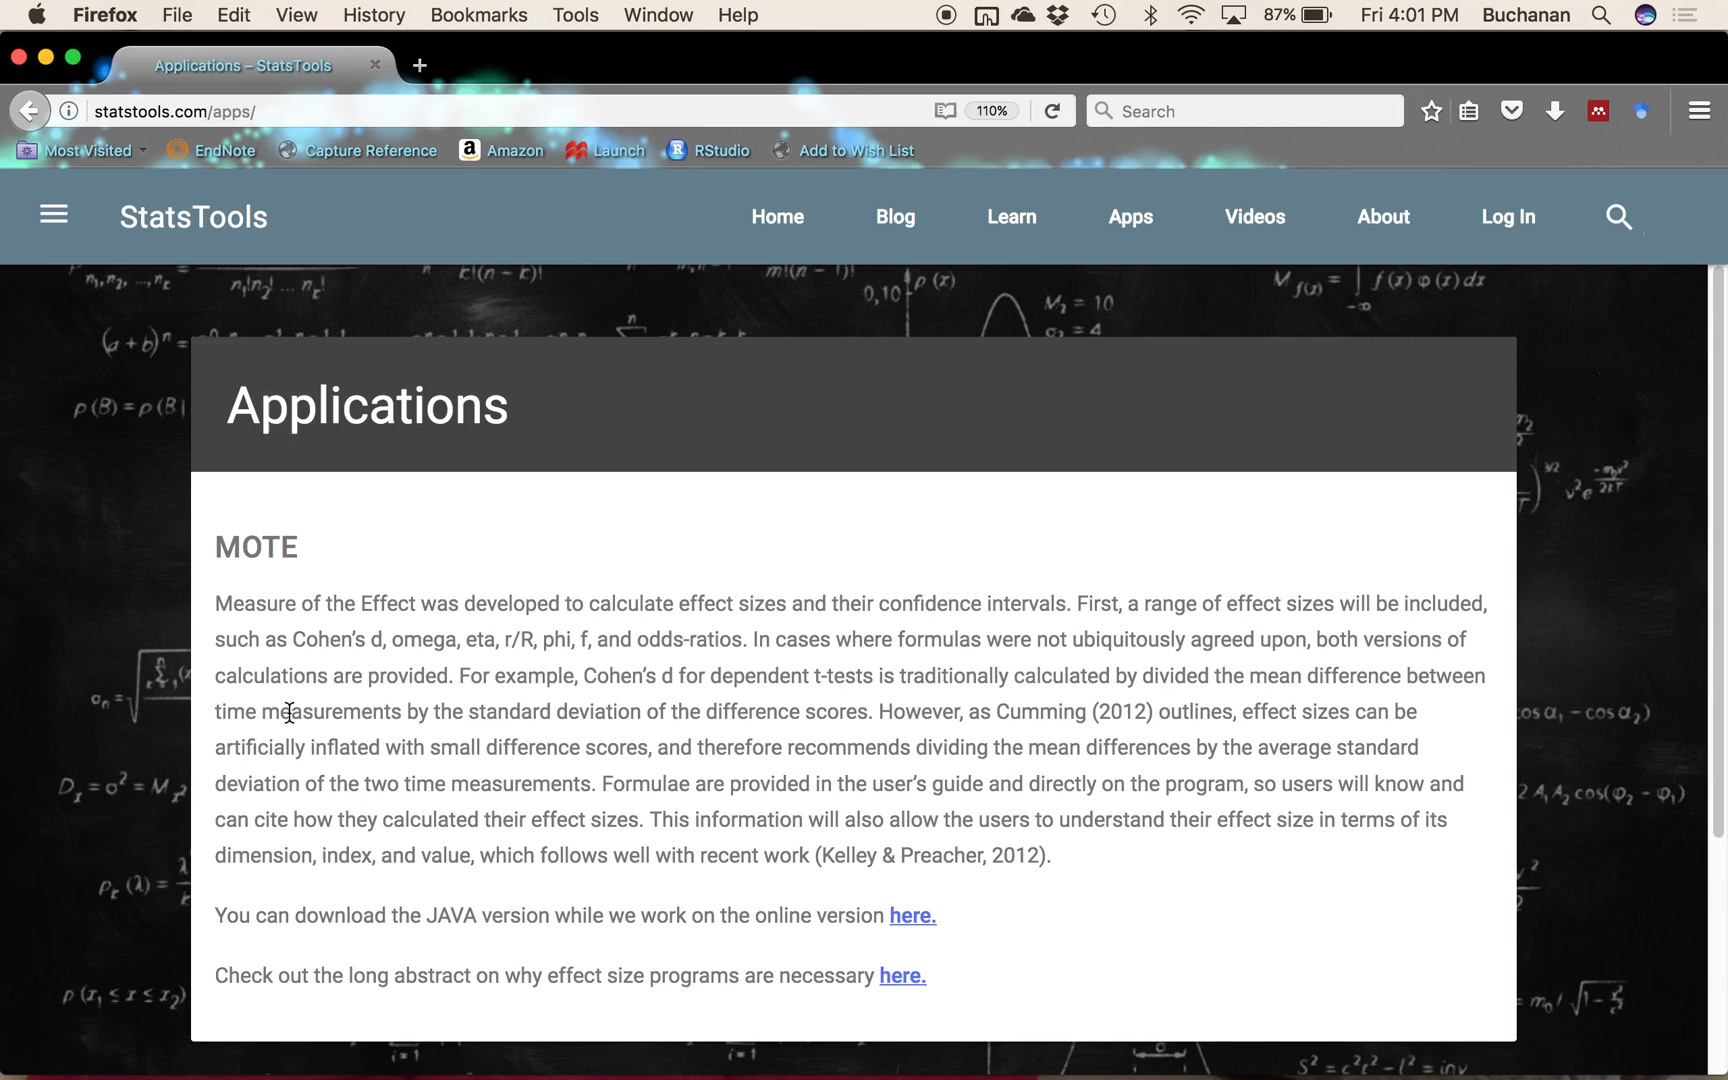 Firefox File Edit View History Bookmarks Tools Window Help 87% Fri 4:01 PM Buchanan
Applications – StatsTools
statstools.com/apps/ 110% Search
Most Visited EndNote Capture Reference Amazon Launch RStudio Add to Wish List
StatsTools Home Blog Learn Apps Videos About Log In
Applications
MOTE
Measure of the Effect was developed to calculate effect sizes and their confidence intervals. First, a range of effect sizes will be included,
such as Cohen's d, omega, eta, r/R, phi, f, and odds-ratios. In cases where formulas were not ubiquitously agreed upon, both versions of
calculations are provided. For example, Cohen's d for dependent t-tests is traditionally calculated by divided the mean difference between
time measurements by the standard deviation of the difference scores. However, as Cumming (2012) outlines, effect sizes can be
artificially inflated with small difference scores, and therefore recommends dividing the mean differences by the average standard
deviation of the two time measurements. Formulae are provided in the user's guide and directly on the program, so users will know and
can cite how they calculated their effect sizes. This information will also allow the users to understand their effect size in terms of its
dimension, index, and value, which follows well with recent work (Kelley & Preacher, 2012).
You can download the JAVA version while we work on the online version here.
Check out the long abstract on why effect size programs are necessary here.